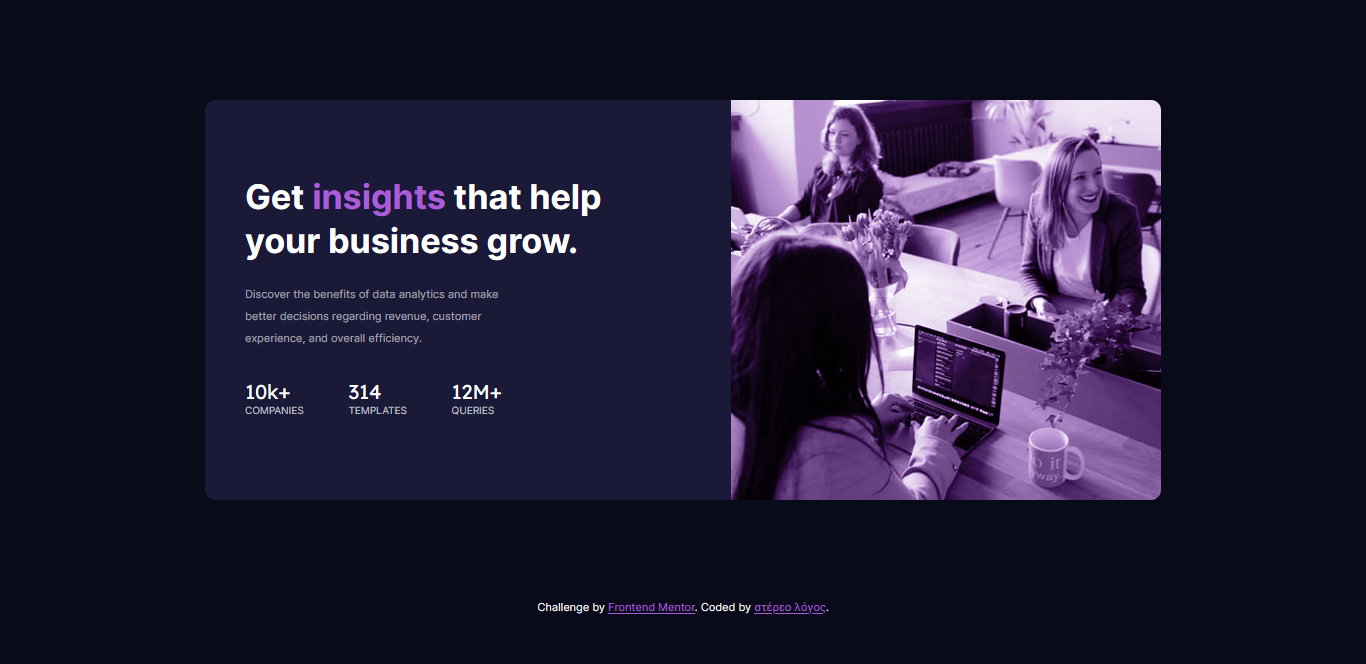 Get insights that help
your business grow.
Discover the benefits of data analytics and make
better decisions regarding revenue, customer
experience, and overall efficiency.
10k+ 314 12M+
COMPANIES TEMPLATES QUERIES
Challenge by Frontend Mentor. Coded by στέρεο λόγος.